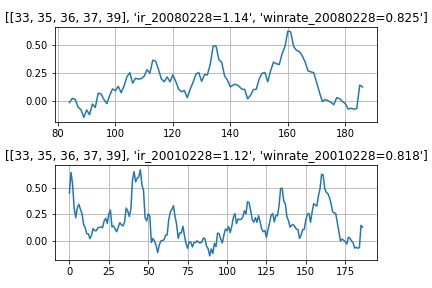 [[33, 35, 36, 37, 39], 'ir_20080228=1.14', 'winrate_20080228=0.825']
0.50
0.25
0.00
80 100 120 140 160 180
[[33, 35, 36, 37, 39], 'ir_20010228=1.12', 'winrate_20010228=0.818']
0.50
0.25
0.00
0 25 50 75 100 125 150 175